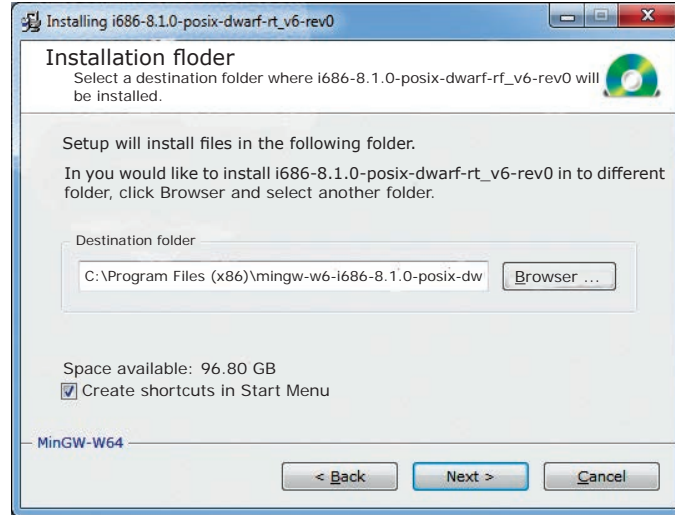 Installing i686-8.1.0-posix-dwarf-rt_v6-rev0
Installation floder
Select a destination folder where i686-8.1.0-posix-dwarf-rf_v6-rev0 will
be installed.
Setup will install files in the following folder.
In you would like to install i686-8.1.0-posix-dwarf-rt_v6-rev0 in to different
folder, click Browser and select another folder.
Destination folder
C:\Program Files (x86)\mingw-w6-i686-8.1.0-posix-dw
Browser ...
Space available: 96.80 GB
Create shortcuts in Start Menu
MinGW-W64
< Back Next > Cancel